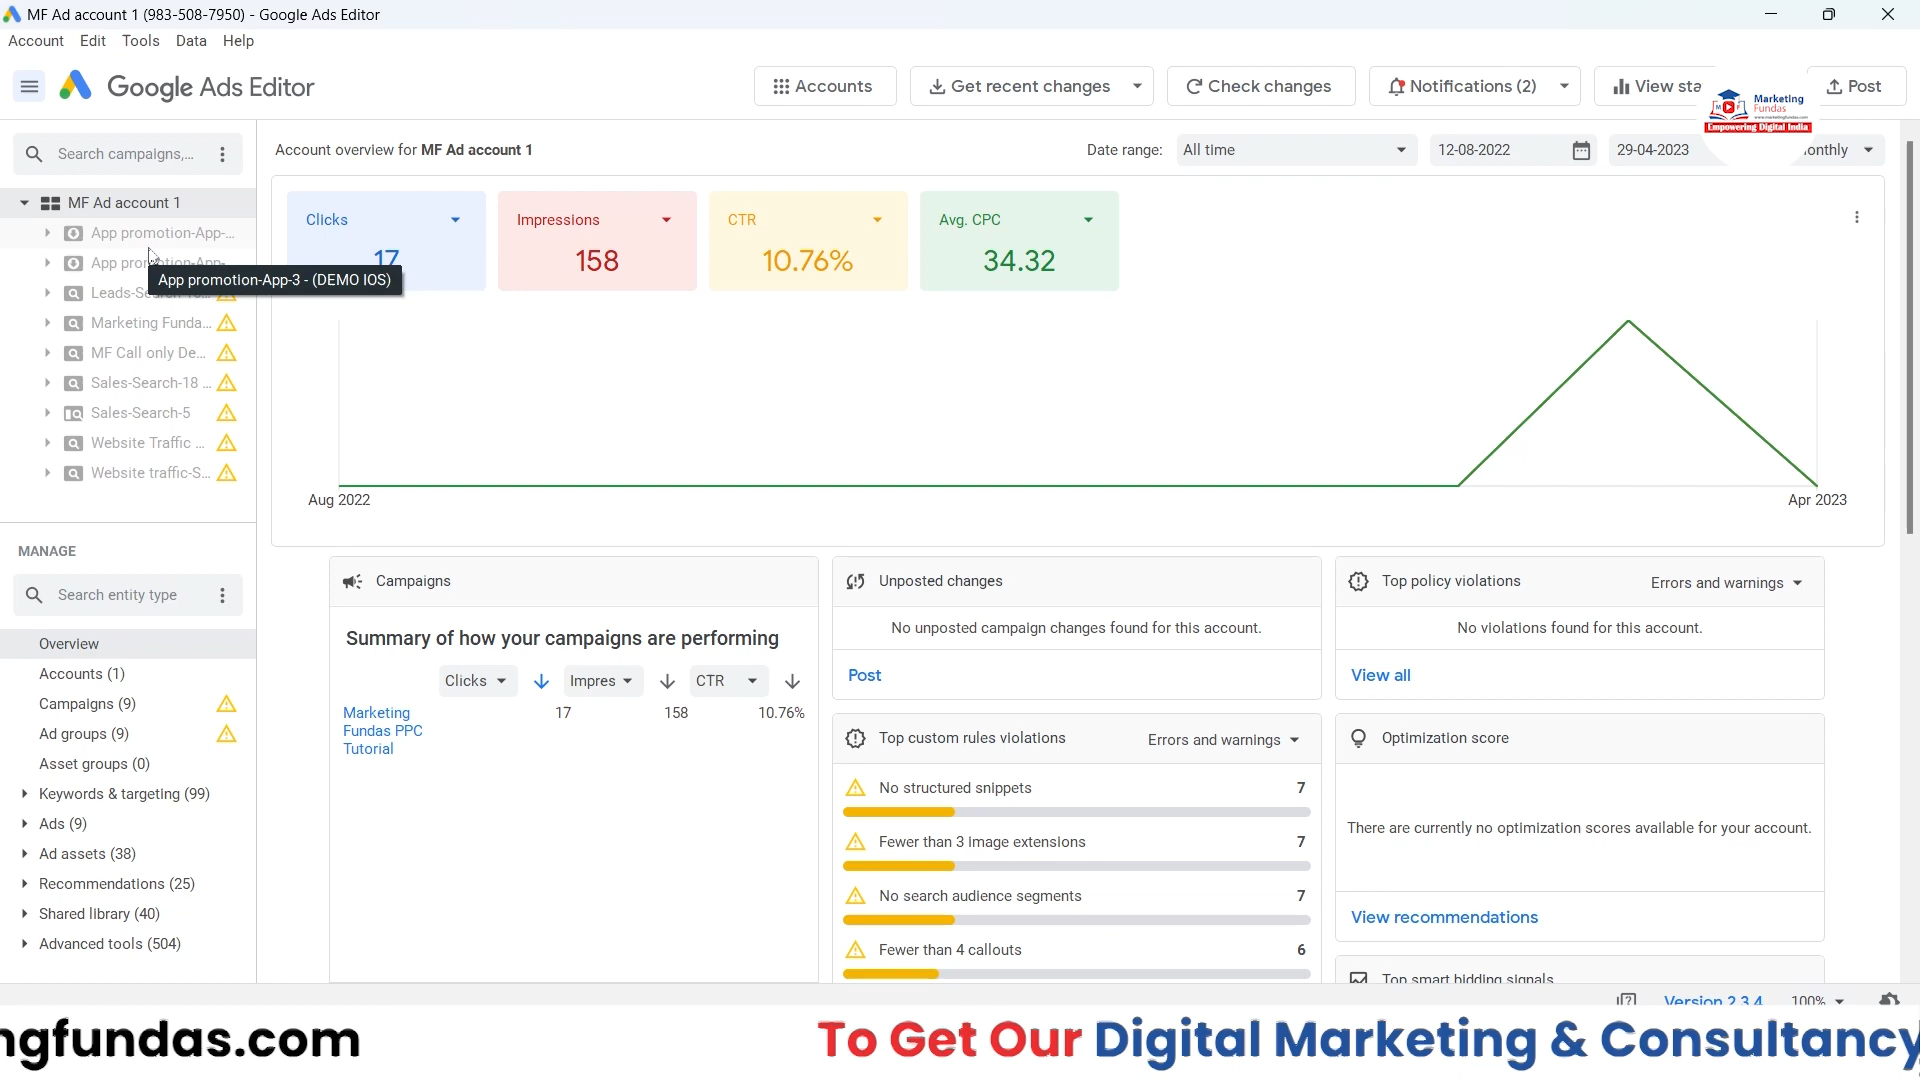 MF Ad account 1 (983-508-7950) - Google Ads Editor
Account Edit Tools Data Help
Google Ads Editor
Accounts
Get recent changes
Check changes
Notifications (2)
View sta
Post
Marketing
Fundas
www.marketingfundas.com
Empowering Digital India
Search campaigns,...
MF Ad account 1
App promotion-App-...
App promotion-App-
App promotion-App-3 - (DEMO IOS)
Marketing Funda...
MF Call only De...
Sales-Search-18 ...
Sales-Search-5
Website Traffic ...
Website traffic-S...
MANAGE
Search entity type
Overview
Accounts (1)
Campaigns (9)
Ad groups (9)
Asset groups (0)
Keywords & targeting (99)
Ads (9)
Ad assets (38)
Recommendations (25)
Shared library (40)
Advanced tools (504)
Account overview for MF Ad account 1
Date range: All time 12-08-2022 29-04-2023 onthly
Clicks
17
Impressions
158
CTR
10.76%
Avg. CPC
34.32
Aug 2022 Apr 2023
Campaigns
Summary of how your campaigns are performing
Clicks Impres CTR
Marketing 17 158 10.76%
Fundas PPC
Tutorial
Unposted changes
No unposted campaign changes found for this account.
Post
Top custom rules violations Errors and warnings
No structured snippets 7
Fewer than 3 image extensions 7
No search audience segments 7
Fewer than 4 callouts 6
Top policy violations Errors and warnings
No violations found for this account.
View all
Optimization score
There are currently no optimization scores available for your account.
View recommendations
Top smart bidding signals
Version 2.3.4 100%
ngfundas.com To Get Our Digital Marketing & Consultancy